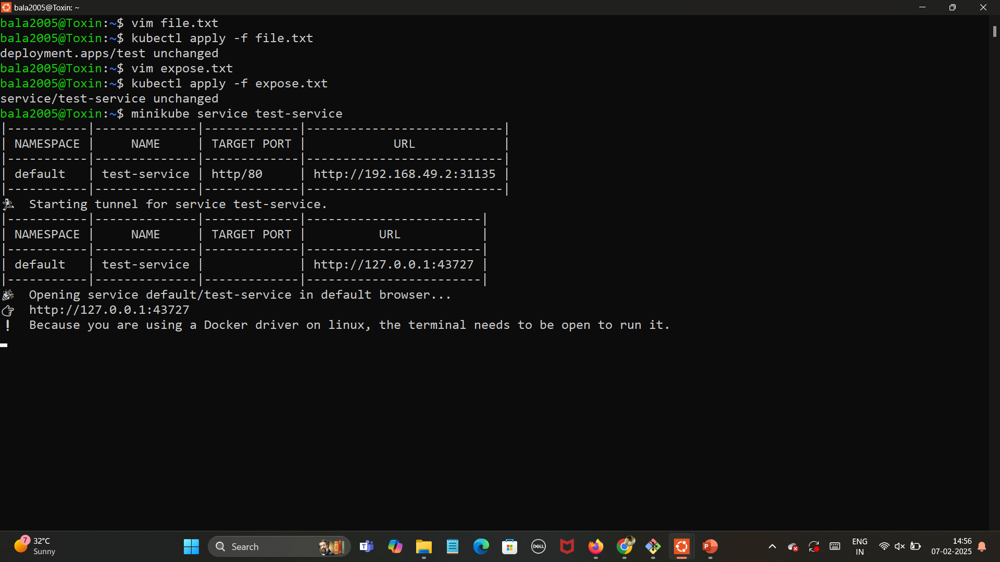 bala2005@Toxin: ~
bala2005@Toxin:~$ vim file.txt
bala2005@Toxin:~$ kubectl apply -f file.txt
deployment.apps/test unchanged
bala2005@Toxin:~$ vim expose.txt
bala2005@Toxin:~$ kubectl apply -f expose.txt
service/test-service unchanged
bala2005@Toxin:~$ minikube service test-service
|-----------|--------------|-------------|---------------------------|
| NAMESPACE |     NAME     | TARGET PORT |            URL            |
|-----------|--------------|-------------|---------------------------|
| default   | test-service | http/80     | http://192.168.49.2:31135 |
|-----------|--------------|-------------|---------------------------|
🏃  Starting tunnel for service test-service.
|-----------|--------------|-------------|------------------------|
| NAMESPACE |     NAME     | TARGET PORT |          URL           |
|-----------|--------------|-------------|------------------------|
| default   | test-service |             | http://127.0.0.1:43727 |
|-----------|--------------|-------------|------------------------|
🎉  Opening service default/test-service in default browser...
👉  http://127.0.0.1:43727
❗  Because you are using a Docker driver on linux, the terminal needs to be open to run it.
7
32°C
Sunny
Search
DELL
ENG
IN
14:56
07-02-2025